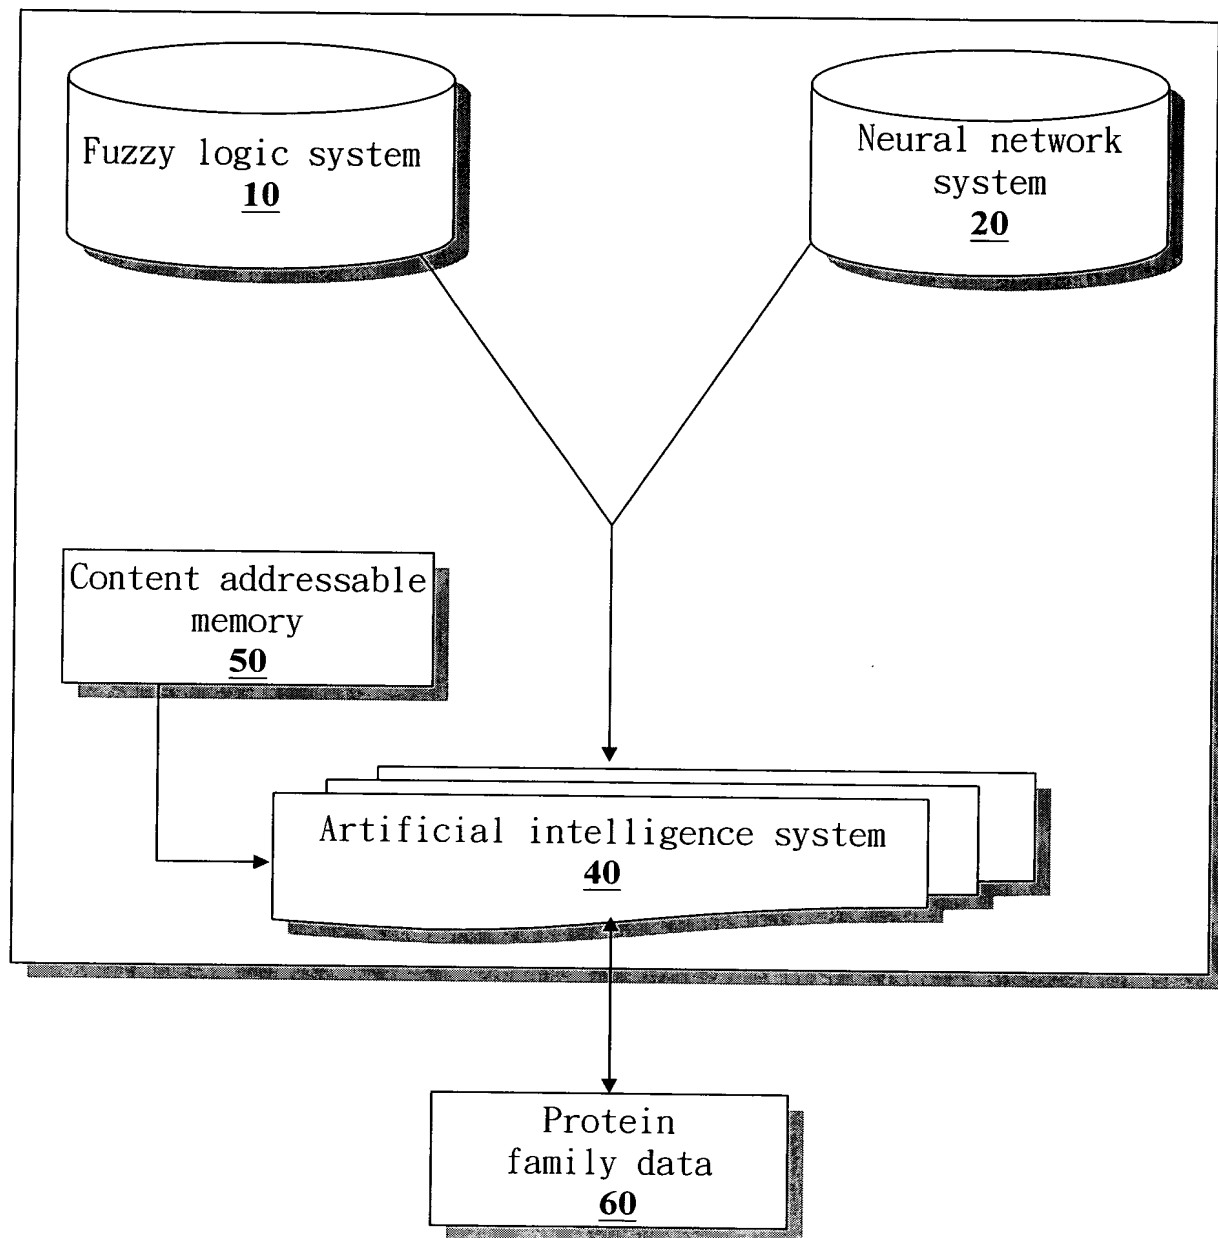 Fuzzy logic system
10
Neural network
system
20
Content addressable
memory
50
Artificial intelligence system
40
Protein
family data
60